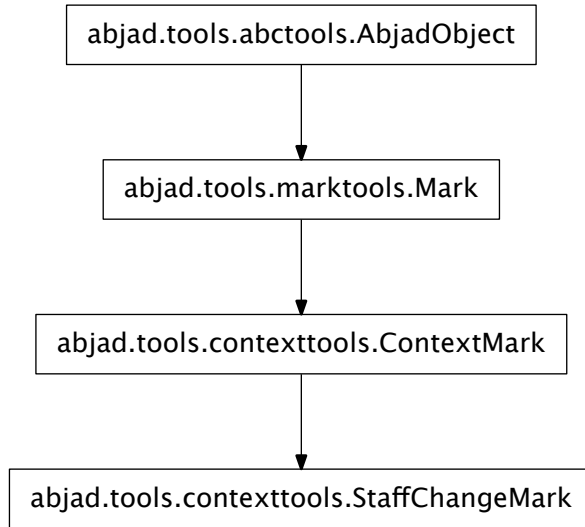 abjad.tools.abctools.AbjadObject
abjad.tools.marktools.Mark
abjad.tools.contexttools.ContextMark
abjad.tools.contexttools.StaffChangeMark